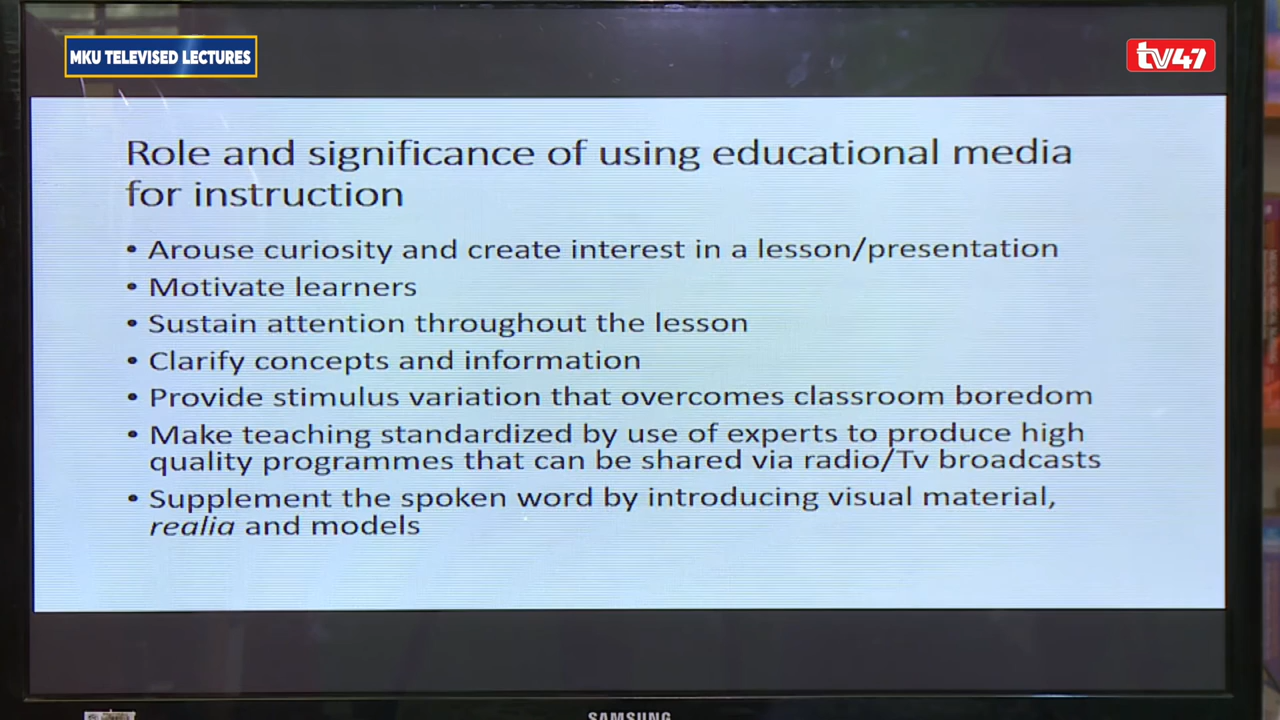 MKU TELEVISED LECTURES
tv47
Role and significance of using educational media
for instruction
• Arouse curiosity and create interest in a lesson/presentation
• Motivate learners
• Sustain attention throughout the lesson
• Clarify concepts and information
• Provide stimulus variation that overcomes classroom boredom
• Make teaching standardized by use of experts to produce high
quality programmes that can be shared via radio/Tv broadcasts
• Supplement the spoken word by introducing visual material,
realia and models
SAMSUNG